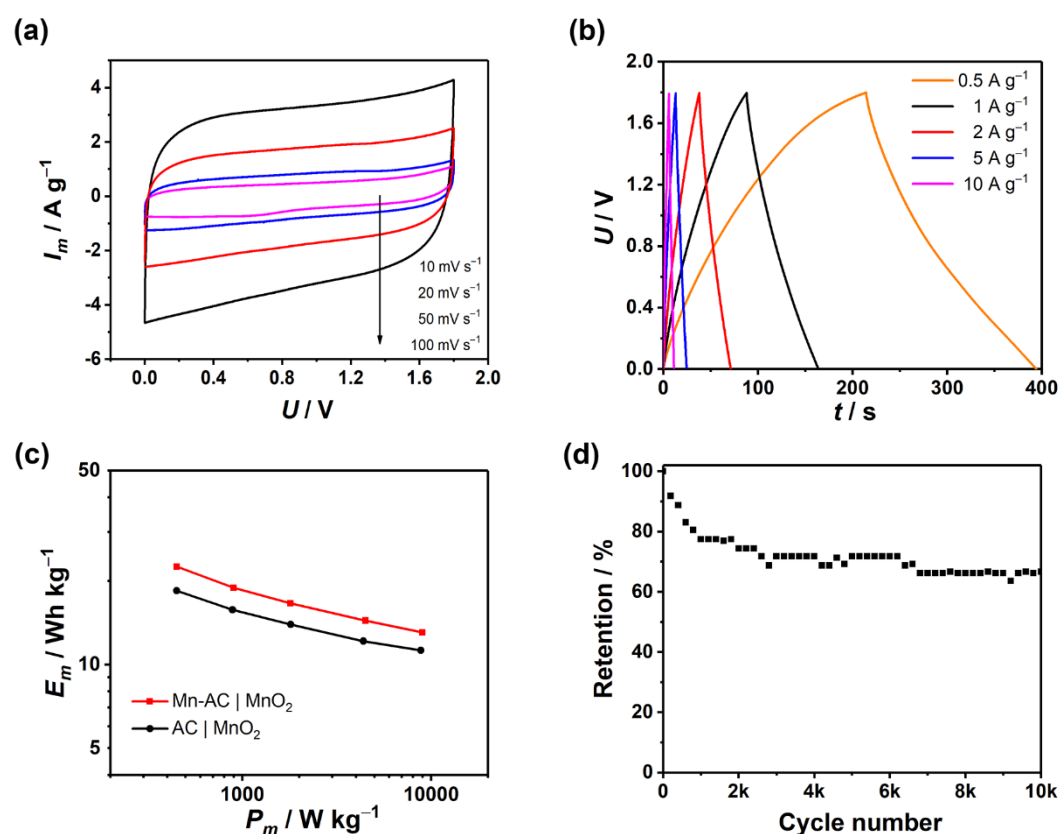 (a)
4
2
0
-2
-4
-6
I_m / A g⁻¹
10 mV s⁻¹
20 mV s⁻¹
50 mV s⁻¹
100 mV s⁻¹
0.0 0.4 0.8 1.2 1.6 2.0
U / V
(b)
2.0
1.6
1.2
0.8
0.4
0.0
U / V
0.5 A g⁻¹
1 A g⁻¹
2 A g⁻¹
5 A g⁻¹
10 A g⁻¹
0 100 200 300 400
t / s
(c)
50
10
5
E_m / Wh kg⁻¹
Mn-AC | MnO₂
AC | MnO₂
1000 10000
P_m / W kg⁻¹
(d)
100
80
60
40
20
0
Retention / %
0 2k 4k 6k 8k 10k
Cycle number